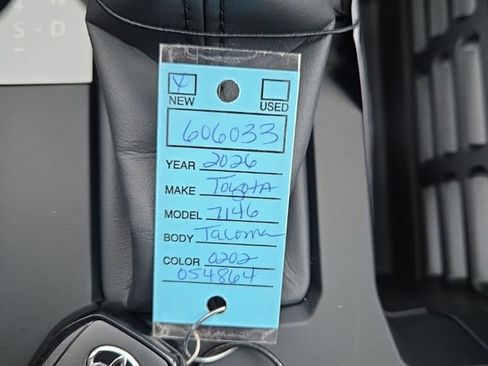 N
S - D
X
NEW USED
606033
YEAR 2026
MAKE Toyota
MODEL 7146
BODY Tacoma
COLOR 0202
054864